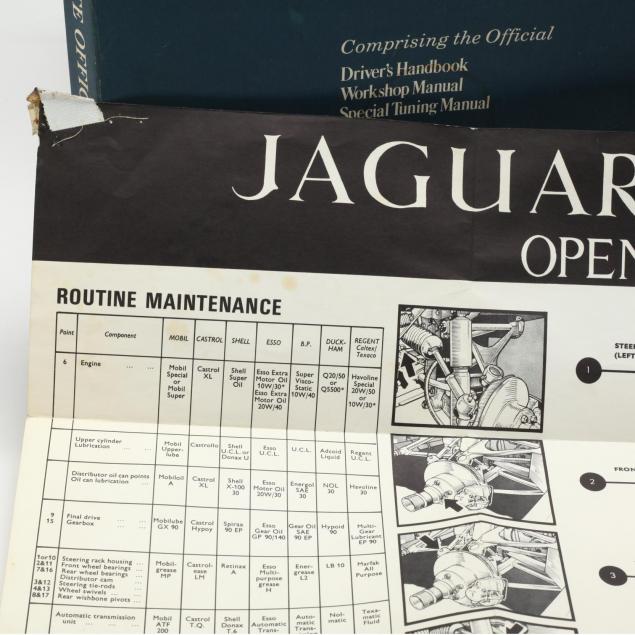 E OFFIC
Comprising the Official
Driver's Handbook
Workshop Manual
Special Tuning Manual
JAGUAR
OPEN
ROUTINE MAINTENANCE
Point Component MOBIL CASTROL SHELL ESSO B.P. DUCK- REGENT
HAM Caltex/
Texaco
6 Engine ... ... Mobil Castrol Shell Esso Extra Super Q20/50 Havoline
Special XL Super Motor Oil Visco- or Special
or Oil 10W/30* Static Q5500* 20W/50
Mobil Esso Extra 10W/40 or
Super Motor Oil 10W/30*
20W/40
Upper cylinder Mobil Castrollo Shell Esso U.C.L. Adcoid Regent
Lubrication ... ... Upper- U.C.L. or U.C.L. Liquid U.C.L.
lube Donax U
Distributor oil can points Mobiloil Castrol Shell Esso Energol NOL Havoline
Oil can lubrication ... A XL X-100 Motor Oil SAE 30 30
30 20W/30 30
9 Final drive ... ... Mobilube Castrol Spirax Esso Gear Oil Hypoid Multi-
15 Gearbox ... ... GX 90 Hypoy 90 EP Gear Oil SAE 90 Gear
GP 90/140 90 EP Lubricant
EP 90
1 or 10 Steering rack housing ... Mobil- Castrol- Retinax Esso Ener- LB 10 Marfak
2&11 Front wheel bearings ... grease ease A Multi- grease All
7&16 Rear wheel bearings ... MP LM purpose L2 Purpose
Distributor cam ... grease
3&12 Steering tie-rods ... H
4&13 Wheel swivels ... ...
8&17 Rear wishbone pivots ...
Automatic transmission Mobil Castrol Shell Esso Auto- Nol- Texa-
unit ... ... ATF T.Q. Donax Automatic matic matic matic
200 T.6 Trans- Trans- Fluid
1
STEER
(LEFT
2
FRON
3